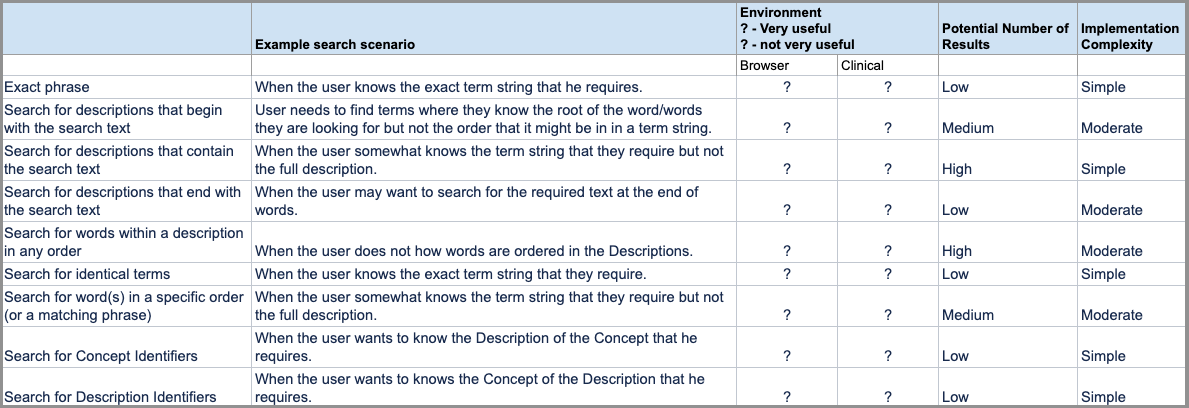 Environment
? - Very useful
? - not very useful
Example search scenario
Potential Number of
Results
Implementation
Complexity
Browser
Clinical
Exact phrase
When the user knows the exact term string that he requires.
?
?
Low
Simple
Search for descriptions that begin
with the search text
User needs to find terms where they know the root of the word/words
they are looking for but not the order that it might be in in a term string.
?
?
Medium
Moderate
Search for descriptions that contain
the search text
When the user somewhat knows the term string that they require but not
the full description.
?
?
High
Simple
Search for descriptions that end with
the search text
When the user may want to search for the required text at the end of
words.
?
?
Low
Moderate
Search for words within a description
in any order
When the user does not how words are ordered in the Descriptions.
?
?
High
Moderate
Search for identical terms
When the user knows the exact term string that they require.
?
?
Low
Simple
Search for word(s) in a specific order
(or a matching phrase)
When the user somewhat knows the term string that they require but not
the full description.
?
?
Medium
Moderate
Search for Concept Identifiers
When the user wants to know the Description of the Concept that he
requires.
?
?
Low
Simple
Search for Description Identifiers
When the user wants to knows the Concept of the Description that he
requires.
?
?
Low
Simple